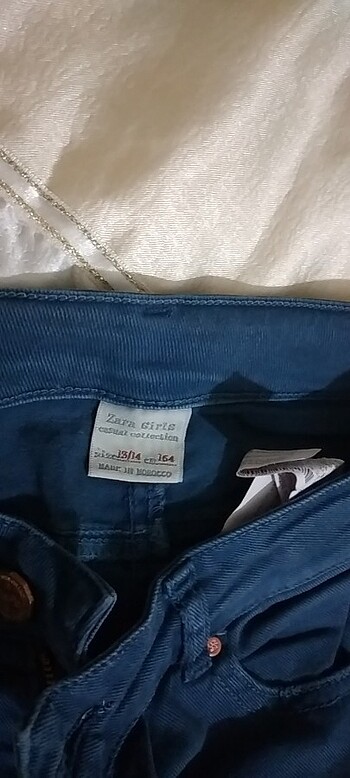 Zara Girls
casual collection
size 13/14 cm 164
MADE IN MOROCCO